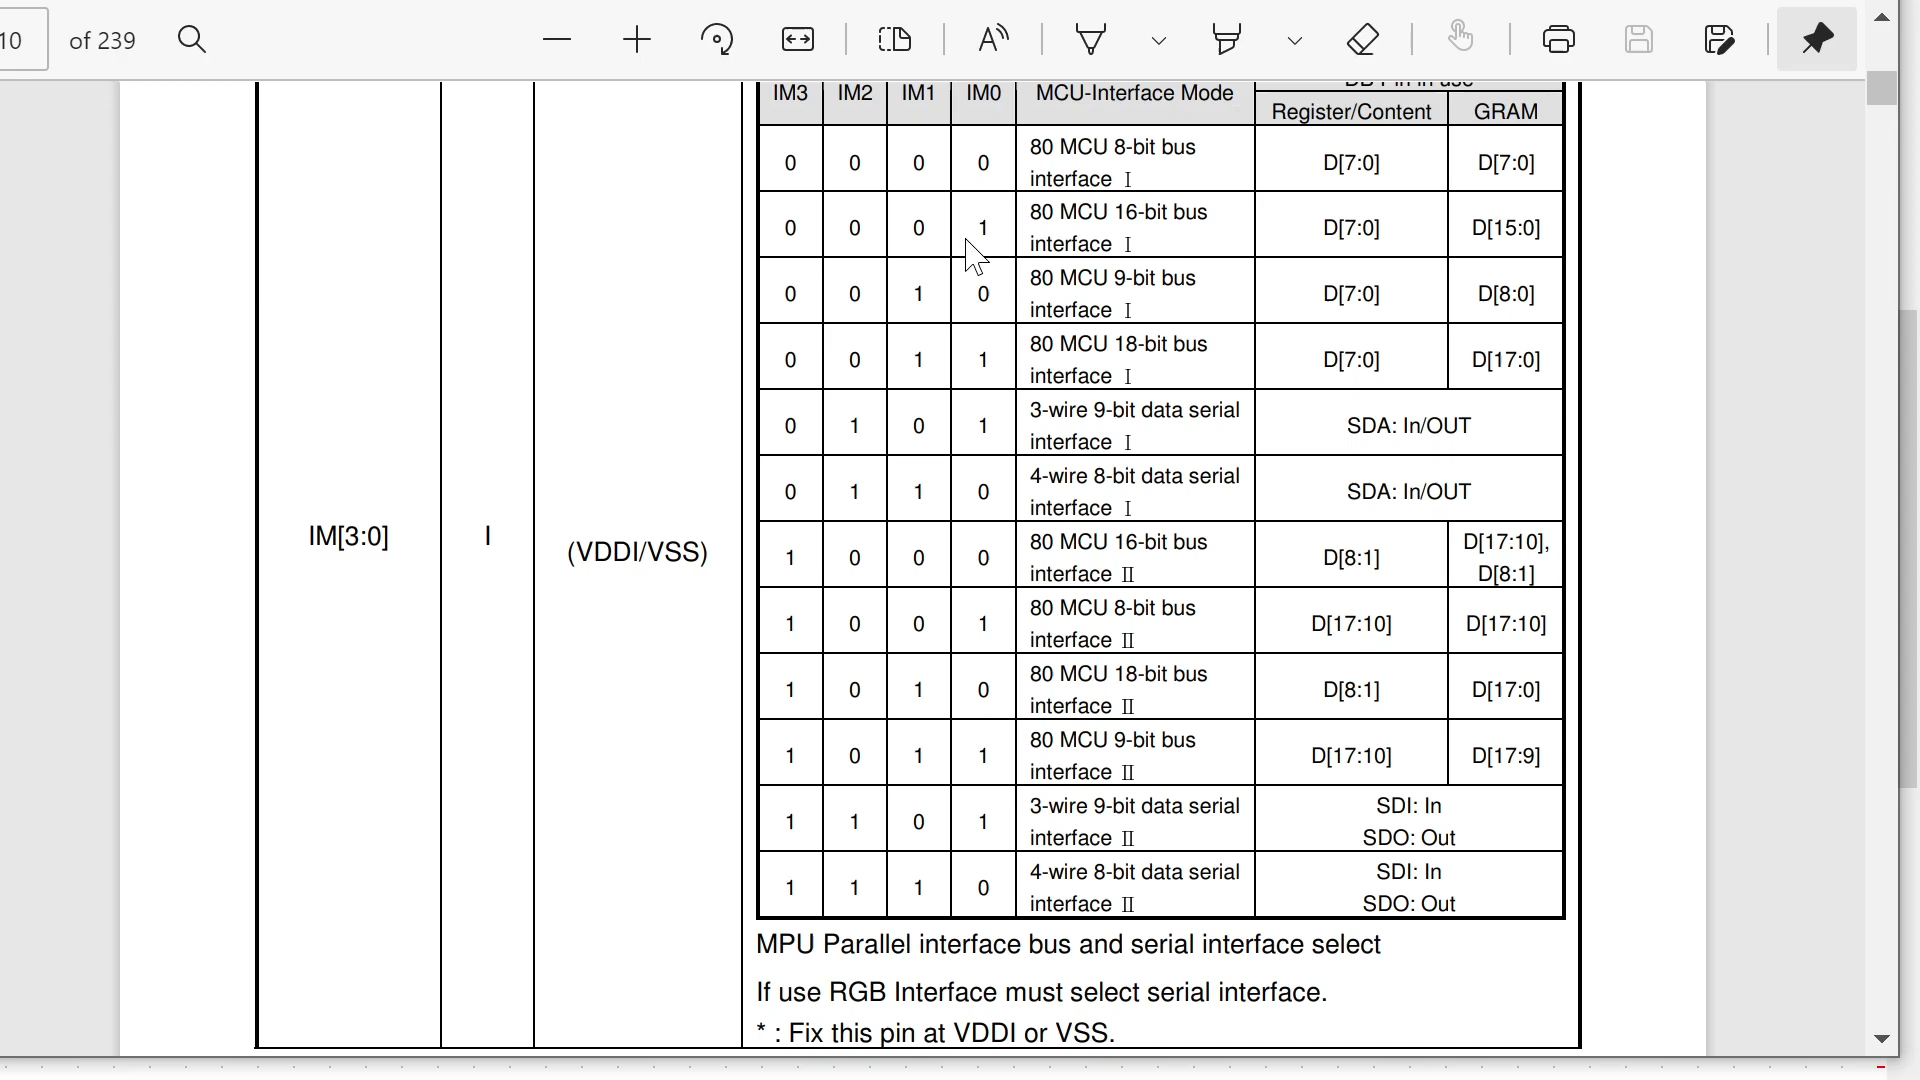 10 of 239
IM3 IM2 IM1 IM0 MCU-Interface Mode
Register/Content GRAM
0 0 0 0 80 MCU 8-bit bus interface Ⅰ D[7:0] D[7:0]
0 0 0 1 80 MCU 16-bit bus interface Ⅰ D[7:0] D[15:0]
0 0 1 0 80 MCU 9-bit bus interface Ⅰ D[7:0] D[8:0]
0 0 1 1 80 MCU 18-bit bus interface Ⅰ D[7:0] D[17:0]
0 1 0 1 3-wire 9-bit data serial interface Ⅰ SDA: In/OUT
0 1 1 0 4-wire 8-bit data serial interface Ⅰ SDA: In/OUT
IM[3:0] I (VDDI/VSS)
1 0 0 0 80 MCU 16-bit bus interface Ⅱ D[8:1] D[17:10], D[8:1]
1 0 0 1 80 MCU 8-bit bus interface Ⅱ D[17:10] D[17:10]
1 0 1 0 80 MCU 18-bit bus interface Ⅱ D[8:1] D[17:0]
1 0 1 1 80 MCU 9-bit bus interface Ⅱ D[17:10] D[17:9]
1 1 0 1 3-wire 9-bit data serial interface Ⅱ SDI: In SDO: Out
1 1 1 0 4-wire 8-bit data serial interface Ⅱ SDI: In SDO: Out
MPU Parallel interface bus and serial interface select
If use RGB Interface must select serial interface.
* : Fix this pin at VDDI or VSS.